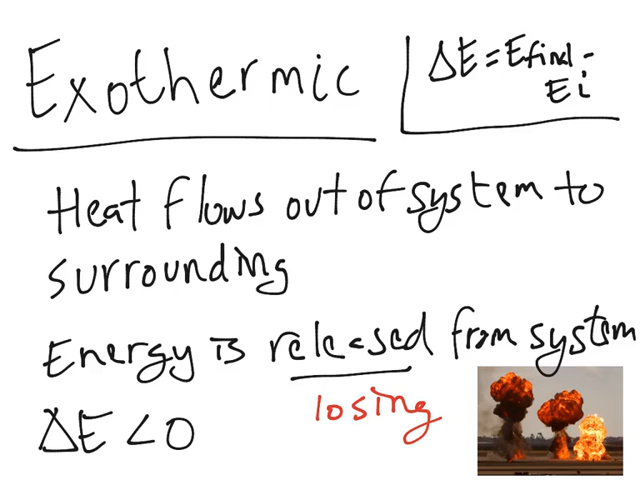 Exothermic
ΔE = Efinal -
Ei
Heat flows out of system to
surrounding
Energy is released from system
losing
ΔE < 0